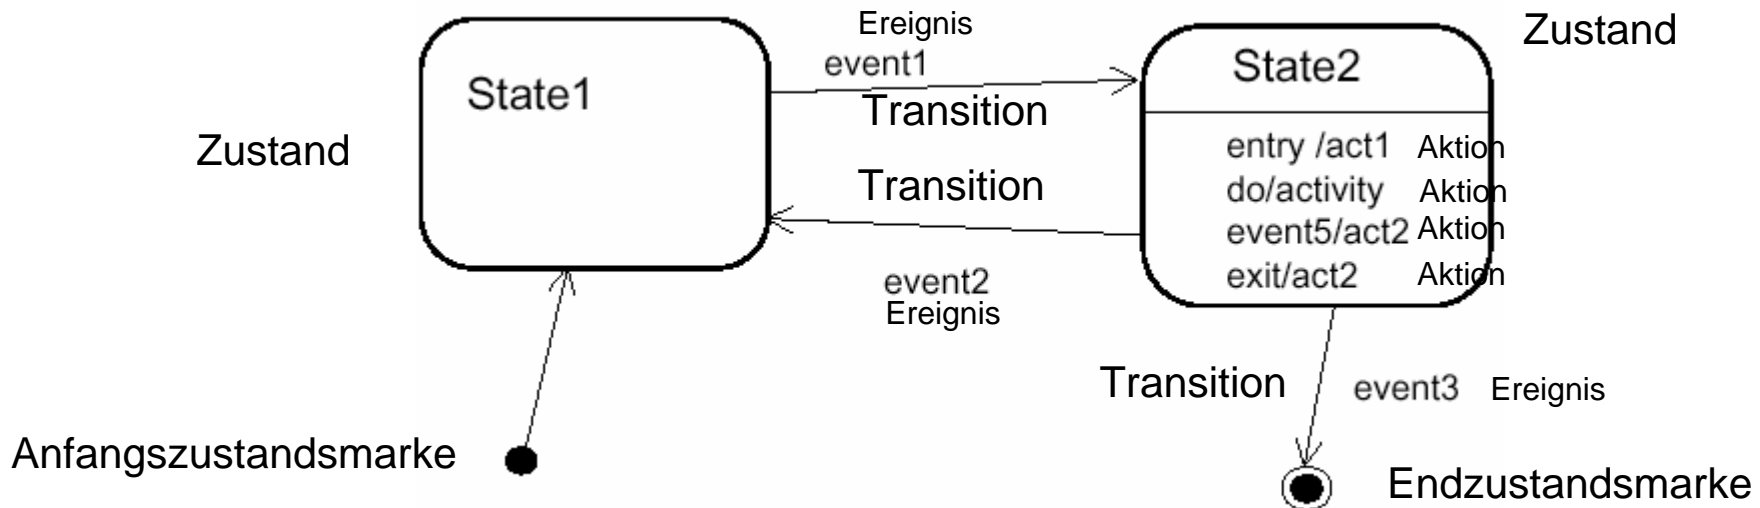 Ereignis
Zustand
event1
State2
State1
Transition
Zustand
entry /act1 Aktion
Transition
do/activity Aktion
event5/act2 Aktion
event2
exit/act2 Aktion
Ereignis
Transition event3 Ereignis
Anfangszustandsmarke
Endzustandsmarke